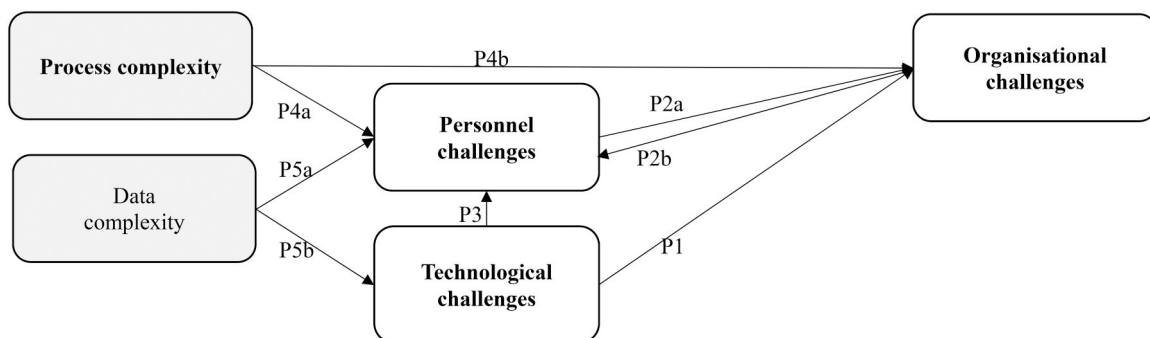 Process complexity
P4b
Organisational
challenges
P4a
Personnel
challenges
P2a
P2b
Data
complexity
P5a
P5b
P3
Technological
challenges
P1